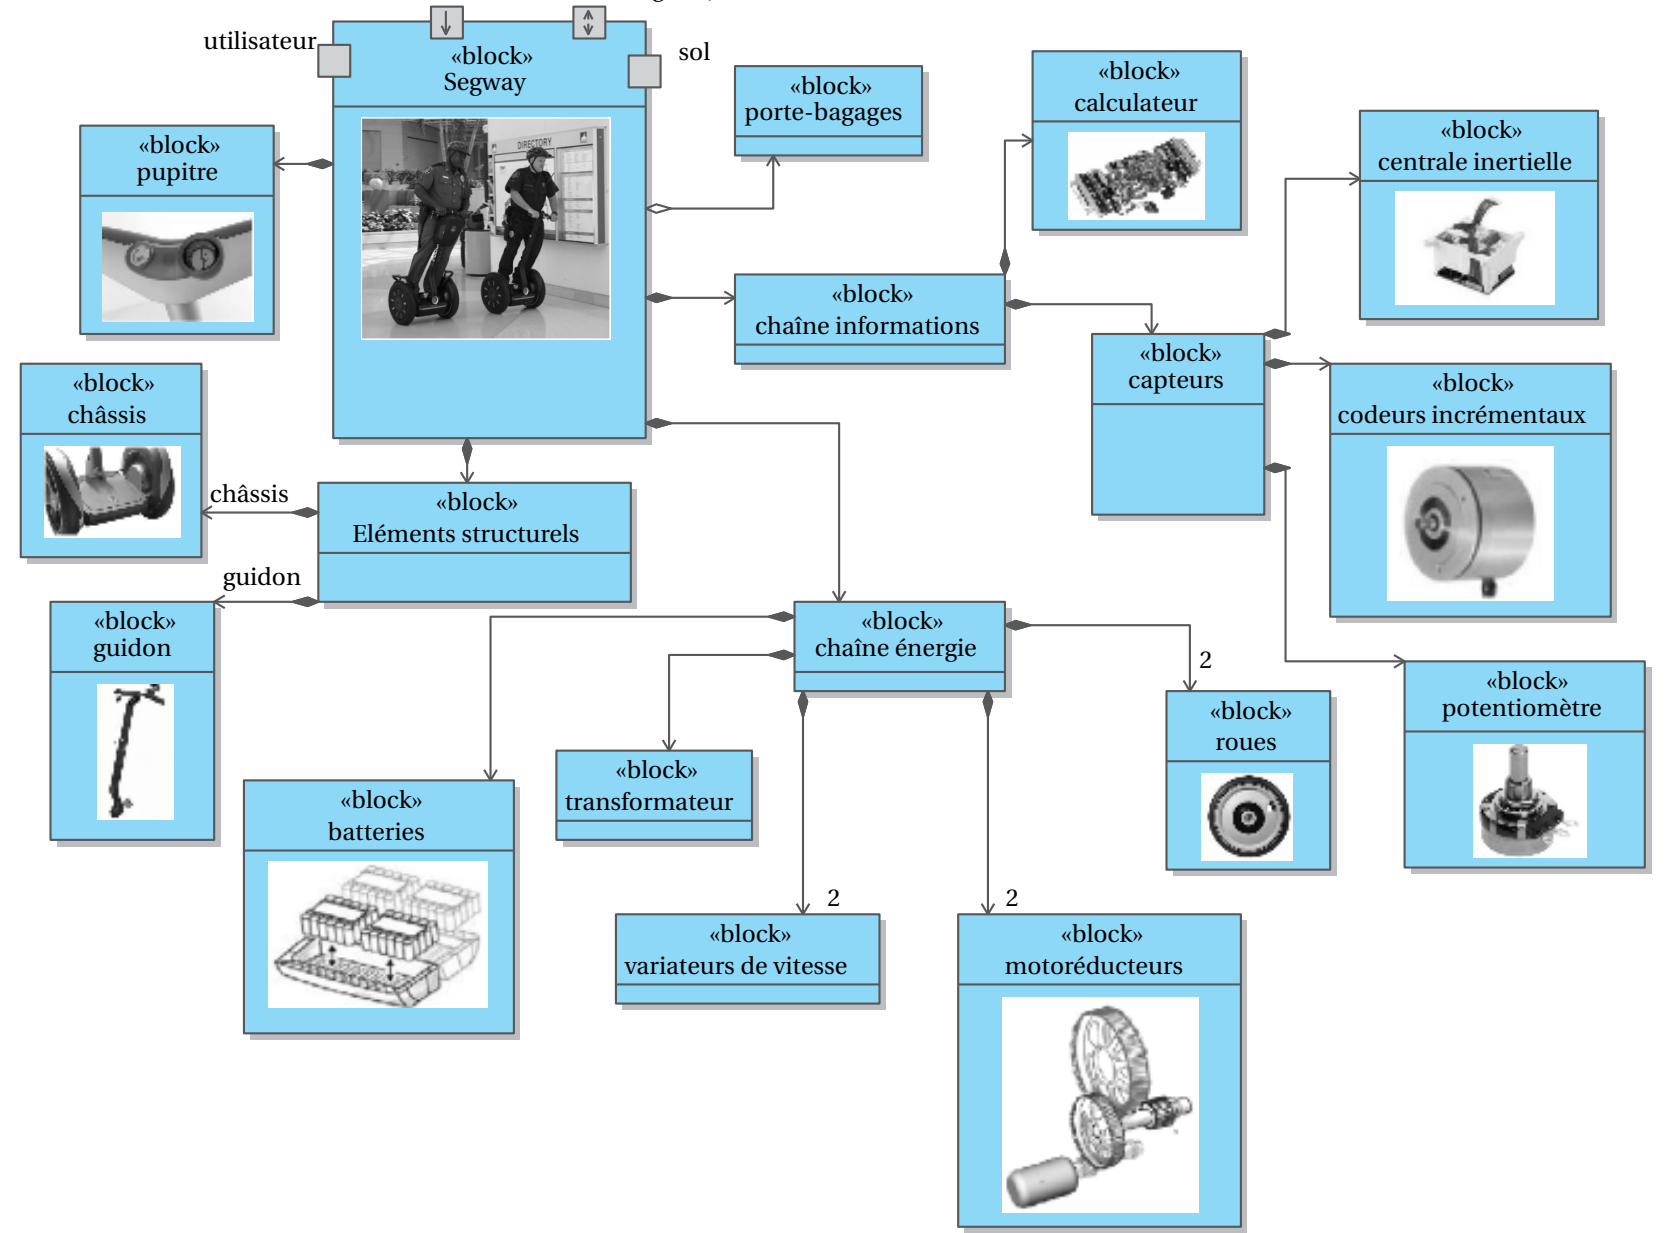 utilisateur
«block»
Segway
sol
DIRECTORY
«block»
pupitre
«block»
porte-bagages
«block»
calculateur
«block»
centrale inertielle
«block»
chaîne informations
«block»
capteurs
«block»
codeurs incrémentaux
«block»
châssis
châssis
«block»
Eléments structurels
guidon
«block»
guidon
«block»
chaîne énergie
2
«block»
roues
«block»
potentiomètre
«block»
transformateur
«block»
batteries
2
«block»
variateurs de vitesse
2
«block»
motoréducteurs